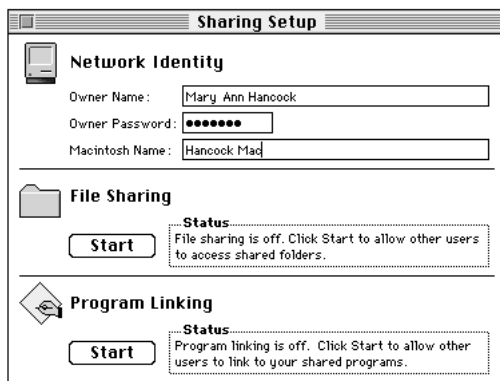 Sharing Setup
Network Identity
Owner Name: Mary Ann Hancock
Owner Password: •••••••
Macintosh Name: Hancock Mac
File Sharing
Status
Start
File sharing is off. Click Start to allow other users
to access shared folders.
Program Linking
Status
Start
Program linking is off. Click Start to allow other
users to link to your shared programs.